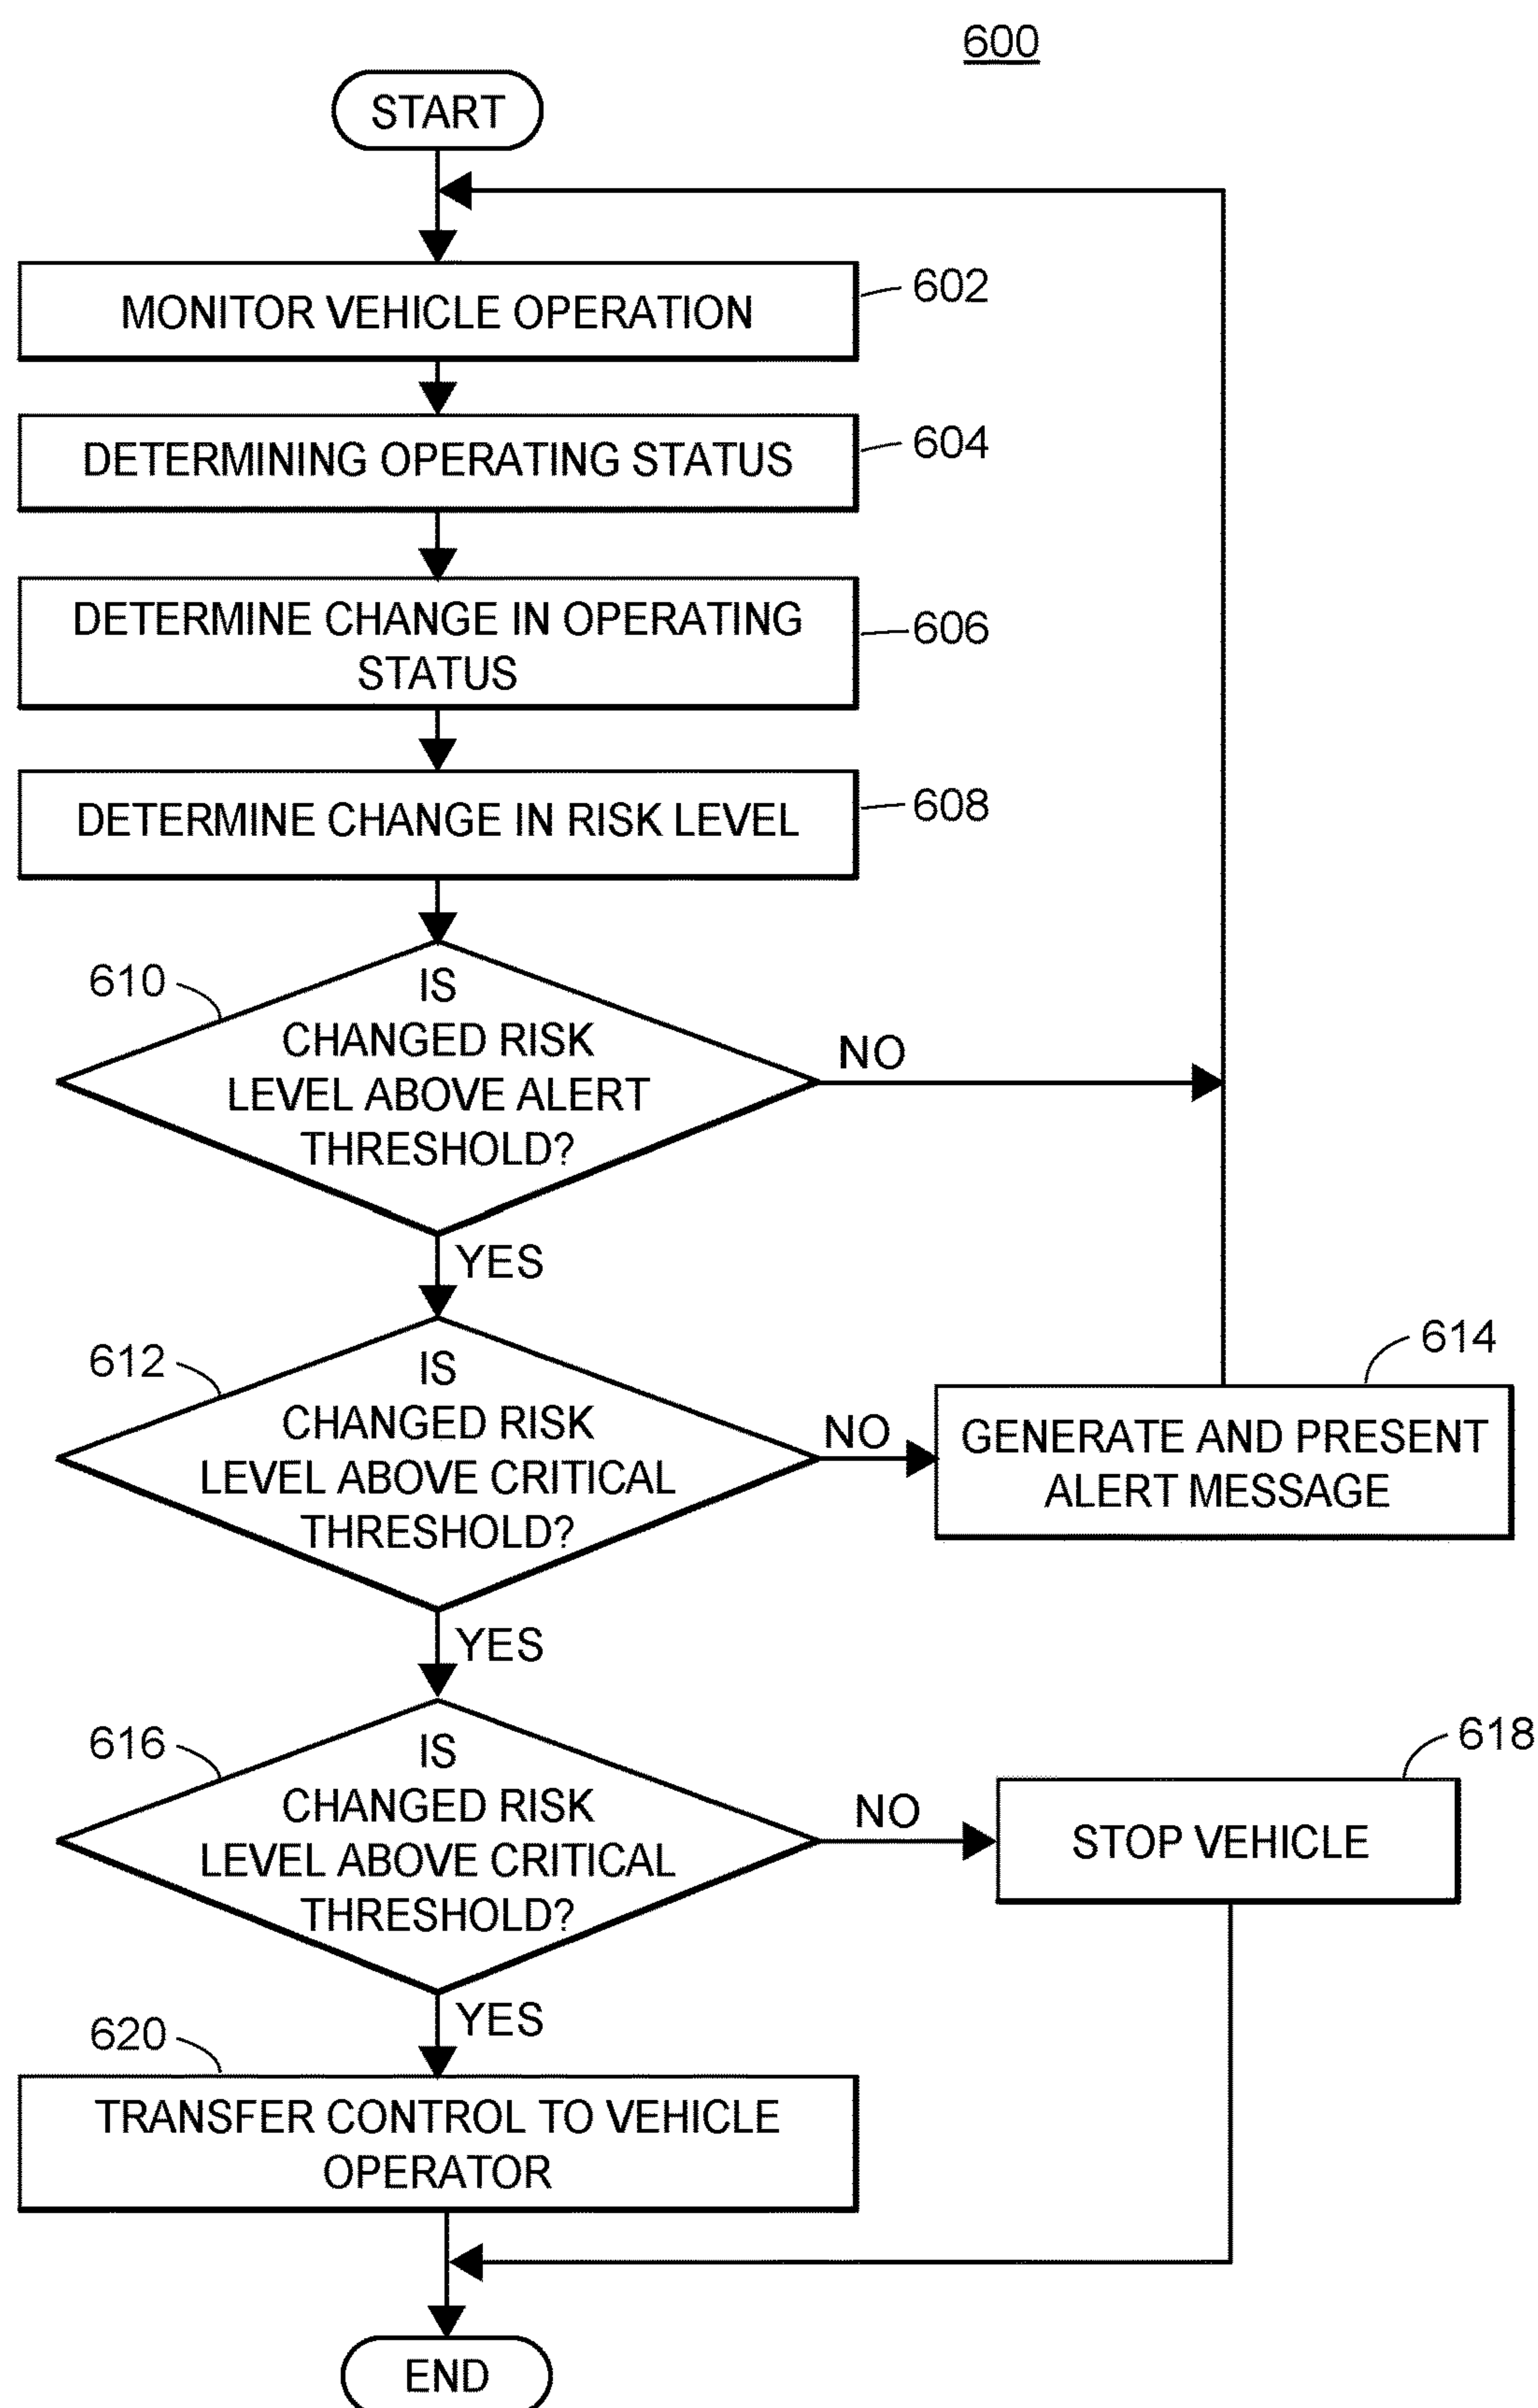 600
START
MONITOR VEHICLE OPERATION
602
DETERMINING OPERATING STATUS
604
DETERMINE CHANGE IN OPERATING
STATUS
606
DETERMINE CHANGE IN RISK LEVEL
608
610
IS
CHANGED RISK
LEVEL ABOVE ALERT
THRESHOLD?
NO
YES
612
IS
CHANGED RISK
LEVEL ABOVE CRITICAL
THRESHOLD?
NO
614
GENERATE AND PRESENT
ALERT MESSAGE
YES
616
IS
CHANGED RISK
LEVEL ABOVE CRITICAL
THRESHOLD?
NO
618
STOP VEHICLE
YES
620
TRANSFER CONTROL TO VEHICLE
OPERATOR
END